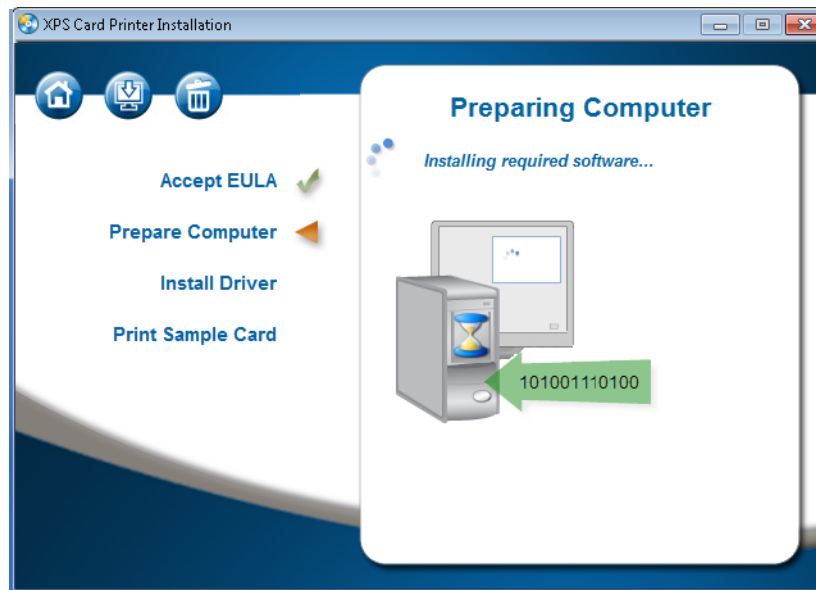 XPS Card Printer Installation
Preparing Computer
Installing required software...
Accept EULA
Prepare Computer
Install Driver
Print Sample Card
101001110100